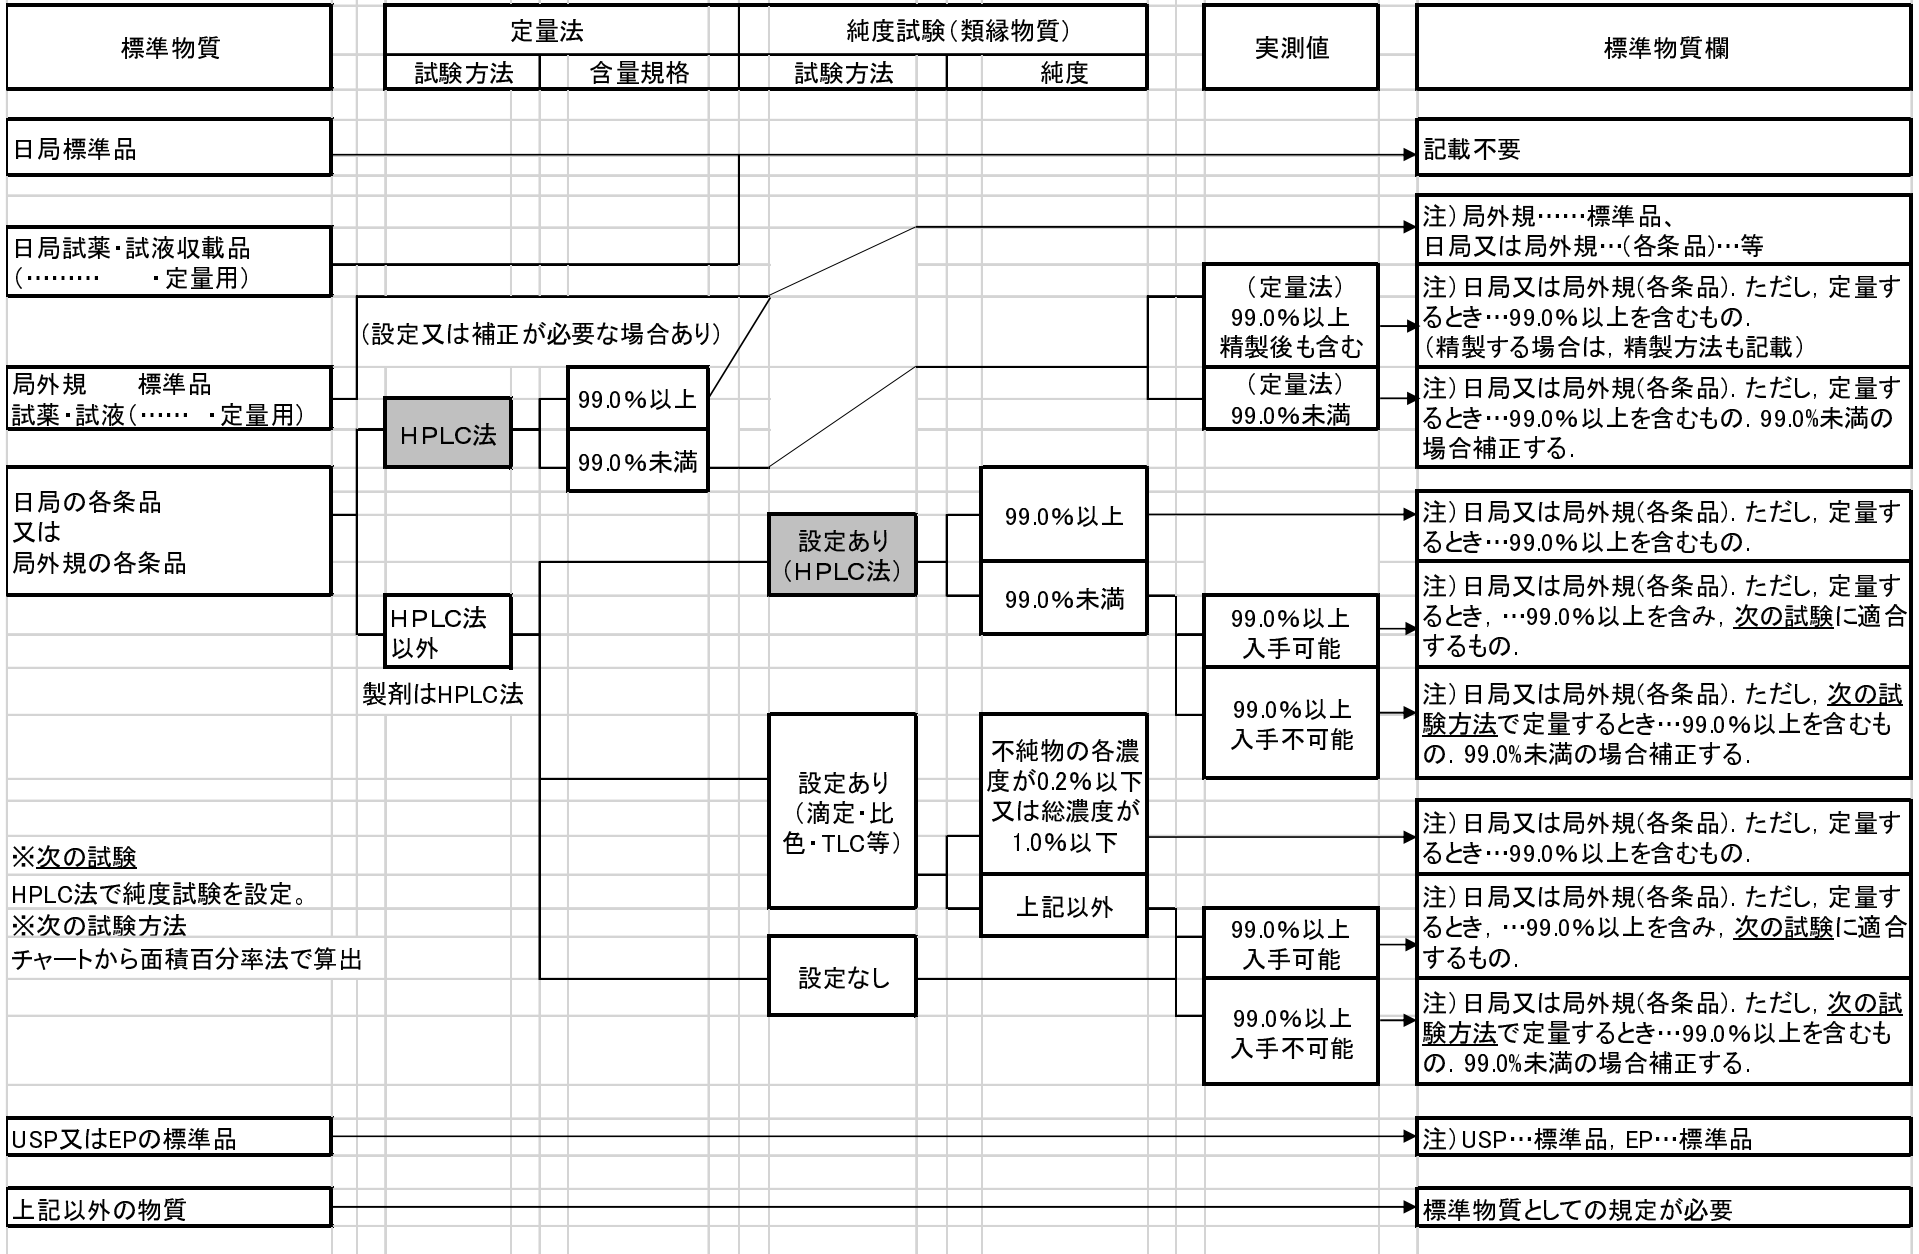 標準物質
定量法
純度試験(類縁物質)
実測値
標準物質欄
試験方法
含量規格
試験方法
純度
日局標準品
記載不要
日局試薬・試液収載品
(……… ・定量用)
注)局外規……標準品、
日局又は局外規…(各条品)…等
(設定又は補正が必要な場合あり)
(定量法)
99.0%以上
精製後も含む
注)日局又は局外規(各条品). ただし, 定量す
るとき…99.0%以上を含むもの.
(精製する場合は, 精製方法も記載)
局外規 標準品
試薬・試液(…… ・定量用)
HPLC法
99.0%以上
99.0%未満
(定量法)
99.0%未満
注)日局又は局外規(各条品). ただし, 定量す
るとき…99.0%以上を含むもの. 99.0%未満の
場合補正する.
日局の各条品
又は
局外規の各条品
設定あり
(HPLC法)
99.0%以上
注)日局又は局外規(各条品). ただし, 定量す
るとき…99.0%以上を含むもの.
99.0%未満
HPLC法
以外
製剤はHPLC法
99.0%以上
入手可能
注)日局又は局外規(各条品). ただし, 定量す
るとき, …99.0%以上を含み, 次の試験に適合
するもの.
99.0%以上
入手不可能
注)日局又は局外規(各条品). ただし, 次の試
験方法で定量するとき…99.0%以上を含むも
の. 99.0%未満の場合補正する.
設定あり
(滴定・比
色・TLC等)
不純物の各濃
度が0.2%以下
又は総濃度が
1.0%以下
注)日局又は局外規(各条品). ただし, 定量す
るとき…99.0%以上を含むもの.
※次の試験
HPLC法で純度試験を設定。
※次の試験方法
チャートから面積百分率法で算出
上記以外
99.0%以上
入手可能
注)日局又は局外規(各条品). ただし, 定量す
るとき, …99.0%以上を含み, 次の試験に適合
するもの.
設定なし
99.0%以上
入手不可能
注)日局又は局外規(各条品). ただし, 次の試
験方法で定量するとき…99.0%以上を含むも
の. 99.0%未満の場合補正する.
USP又はEPの標準品
注)USP…標準品, EP…標準品
上記以外の物質
標準物質としての規定が必要